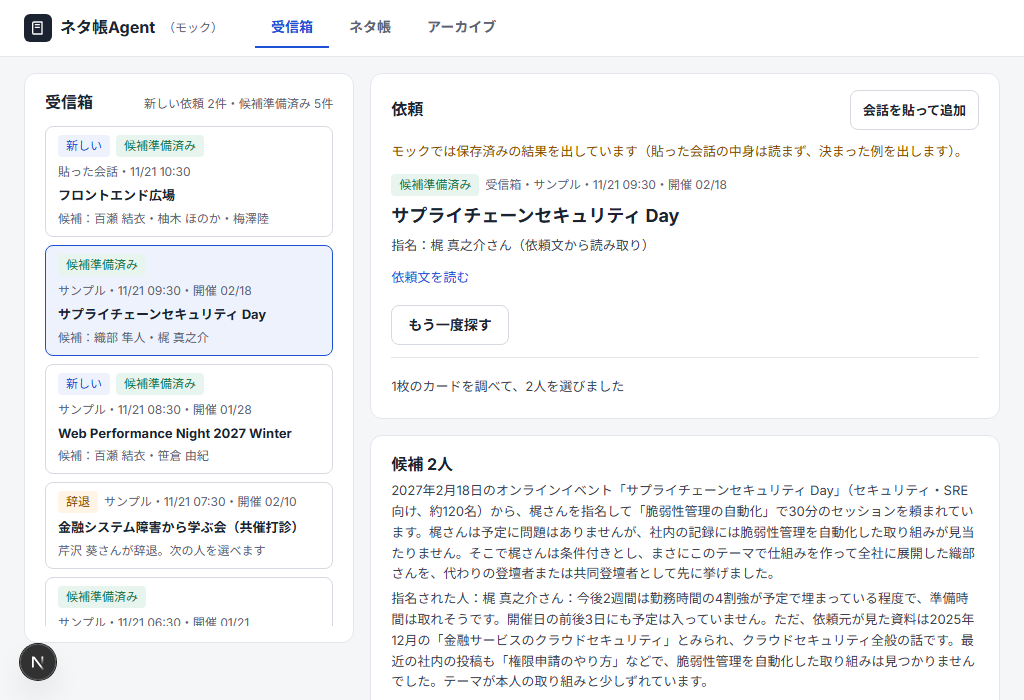 ネタ帳Agent （モック） 受信箱 ネタ帳 アーカイブ
受信箱 新しい依頼 2件・候補準備済み 5件
新しい 候補準備済み
貼った会話・11/21 10:30
フロントエンド広場
候補：百瀬 結衣・柚木 ほのか・梅澤陸
候補準備済み
サンプル・11/21 09:30・開催 02/18
サプライチェーンセキュリティ Day
候補：織部 隼人・梶 真之介
新しい 候補準備済み
サンプル・11/21 08:30・開催 01/28
Web Performance Night 2027 Winter
候補：百瀬 結衣・笹倉 由紀
辞退 サンプル・11/21 07:30・開催 02/10
金融システム障害から学ぶ会（共催打診）
芹沢 葵さんが辞退。次の人を選べます
候補準備済み
サンプル・11/21 06:30・開催 01/21
N
依頼
会話を貼って追加
モックでは保存済みの結果を出しています（貼った会話の中身は読まず、決まった例を出します）。
候補準備済み 受信箱・サンプル・11/21 09:30・開催 02/18
サプライチェーンセキュリティ Day
指名：梶 真之介さん（依頼文から読み取り）
依頼文を読む
もう一度探す
1枚のカードを調べて、2人を選びました
候補 2人
2027年2月18日のオンラインイベント「サプライチェーンセキュリティ Day」（セキュリティ・SRE
向け、約120名）から、梶さんを指名して「脆弱性管理の自動化」で30分のセッションを頼まれてい
ます。梶さんは予定に問題はありませんが、社内の記録には脆弱性管理を自動化した取り組みが見当
たりません。そこで梶さんは条件付きとし、まさにこのテーマで仕組みを作って全社に展開した織部
さんを、代わりの登壇者または共同登壇者として先に挙げました。
指名された人：梶 真之介さん：今後2週間は勤務時間の4割強が予定で埋まっている程度で、準備時
間は取れそうです。開催日の前後3日にも予定は入っていません。ただ、依頼元が見た資料は2025年
12月の「金融サービスのクラウドセキュリティ」とみられ、クラウドセキュリティ全般の話です。最
近の社内の投稿も「権限申請のやり方」などで、脆弱性管理を自動化した取り組みは見つかりません
でした。テーマが本人の取り組みと少しずれています。